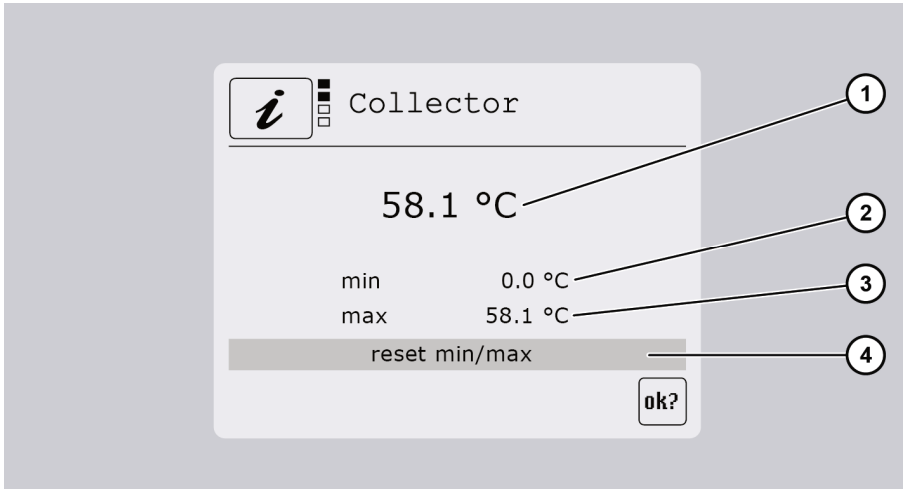 i Collector
1
58.1 °C
2
min 0.0 °C
3
max 58.1 °C
reset min/max
4
ok?